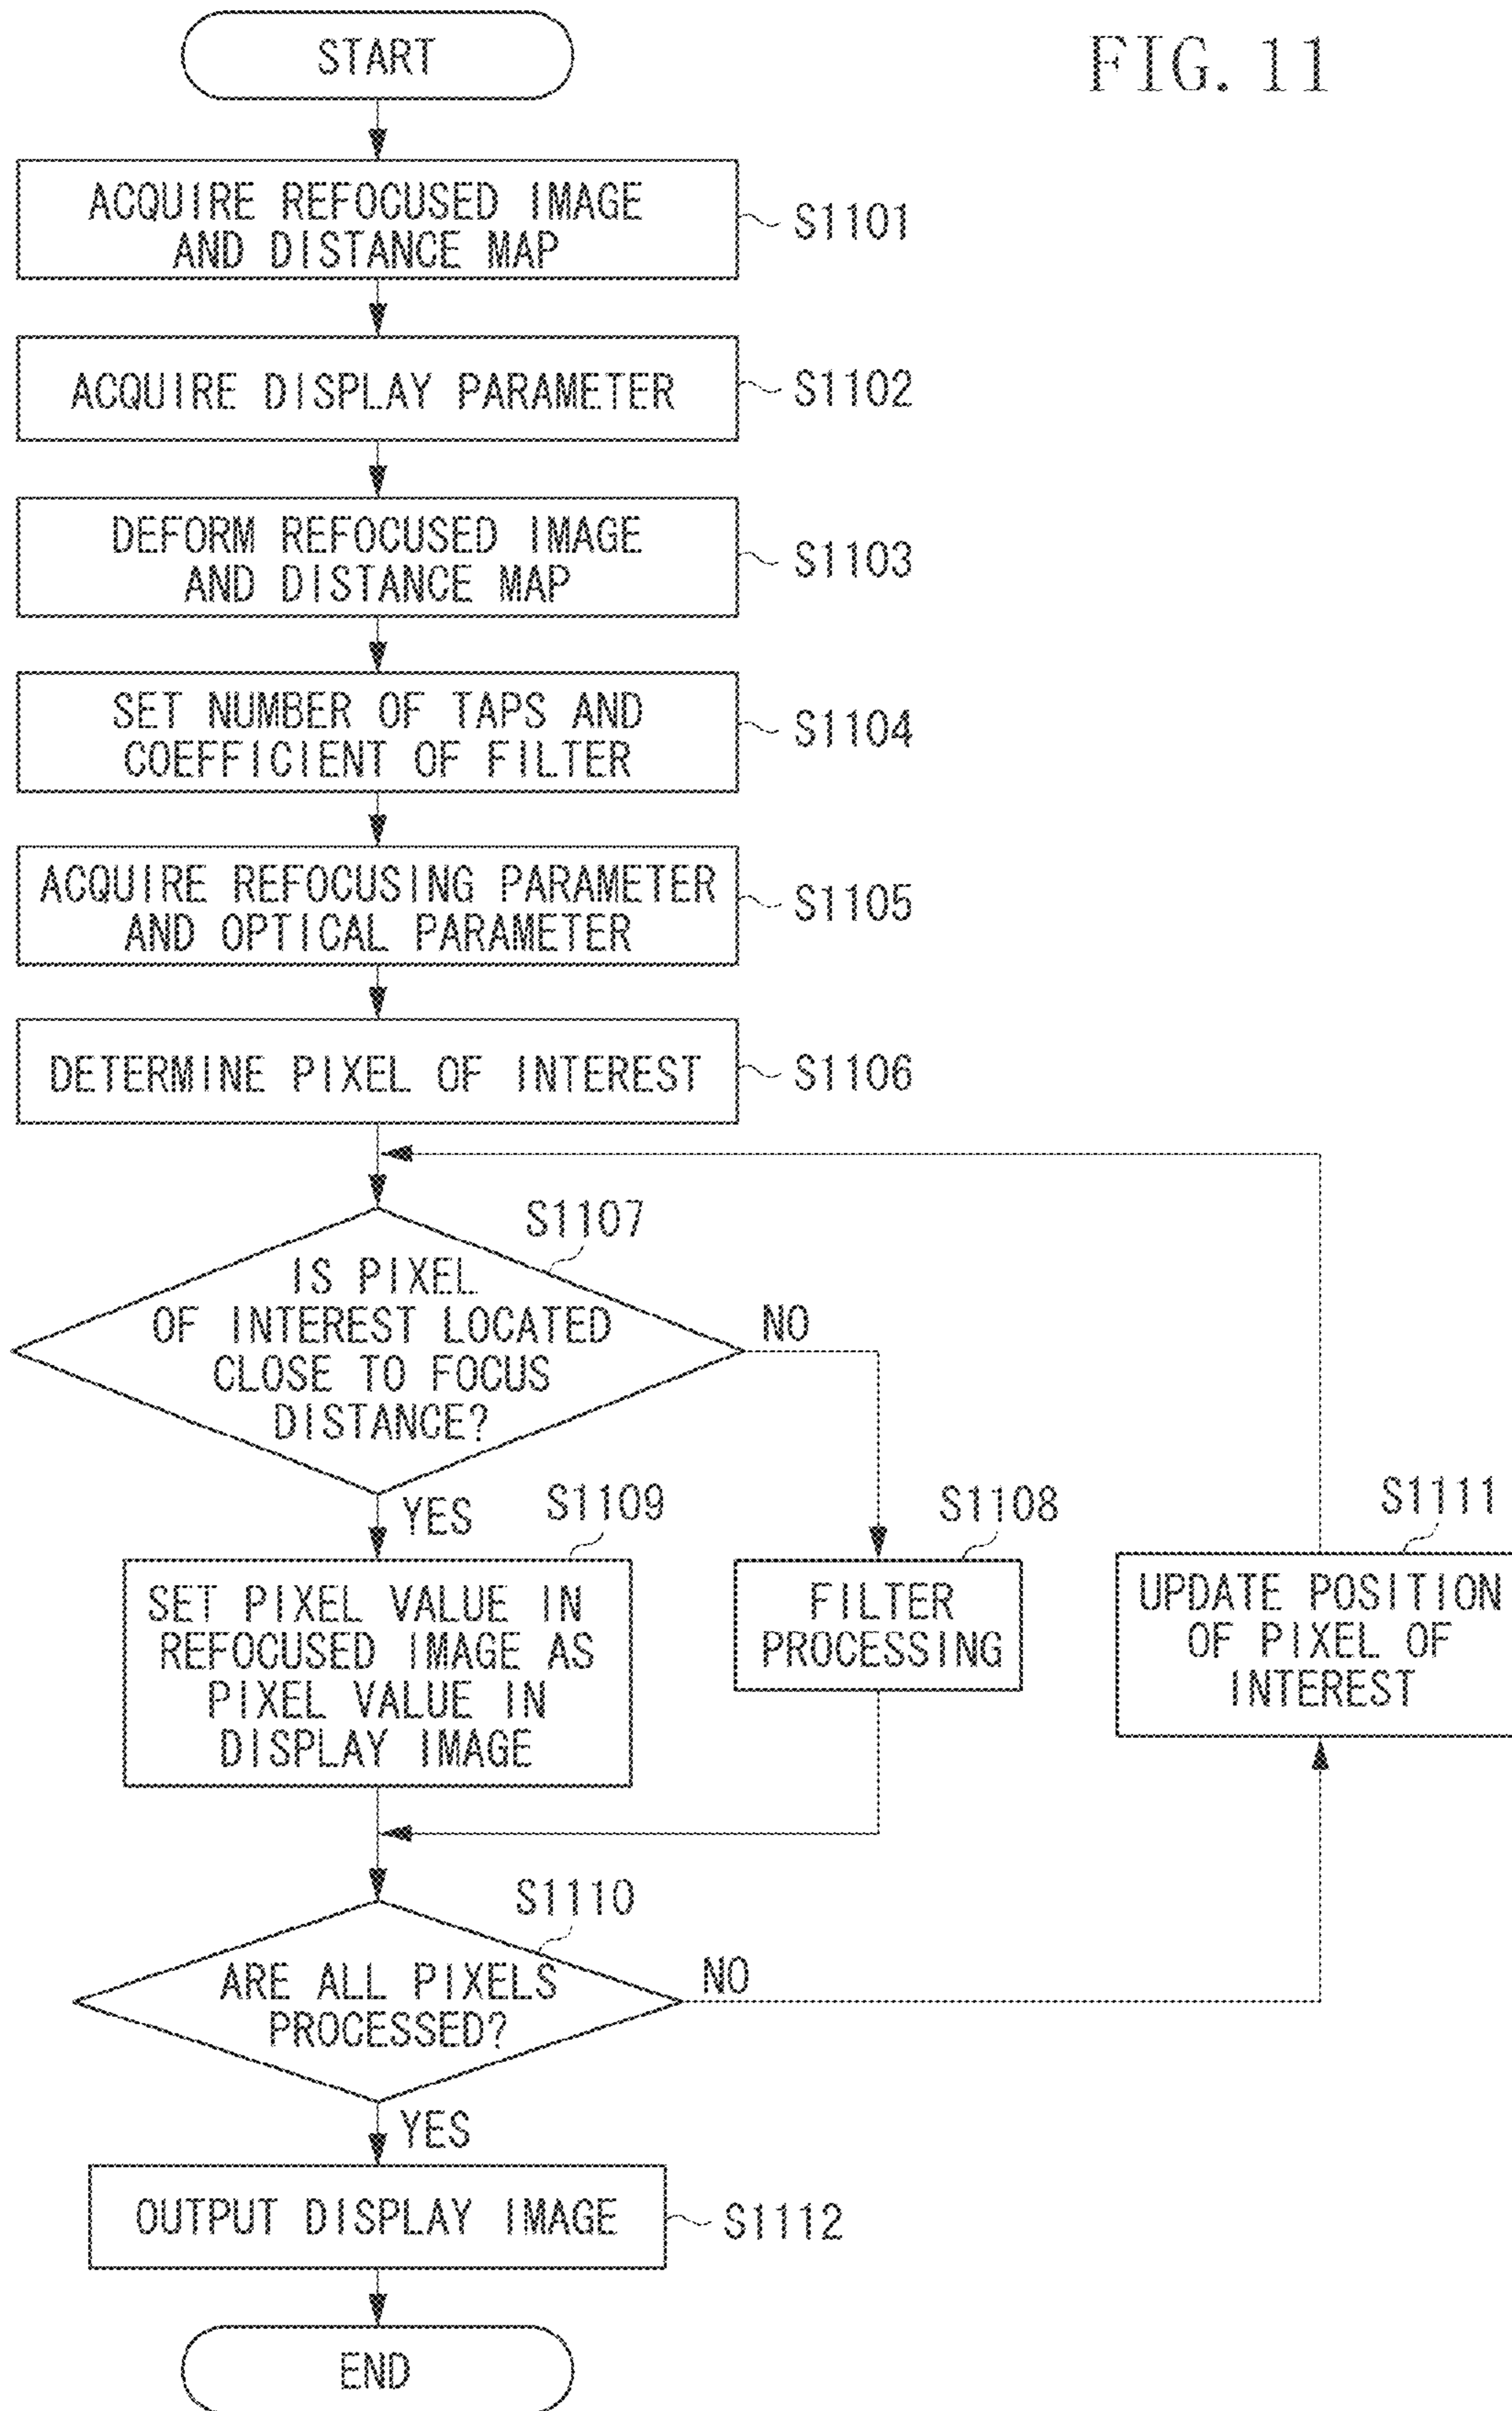 START
FIG. 11
ACQUIRE REFOCUSED IMAGE
AND DISTANCE MAP
S1101
ACQUIRE DISPLAY PARAMETER
S1102
DEFORM REFOCUSED IMAGE
AND DISTANCE MAP
S1103
SET NUMBER OF TAPS AND
COEFFICIENT OF FILTER
S1104
ACQUIRE REFOCUSING PARAMETER
AND OPTICAL PARAMETER
S1105
DETERMINE PIXEL OF INTEREST
S1106
S1107
IS PIXEL
OF INTEREST LOCATED
CLOSE TO FOCUS
DISTANCE?
NO
YES
S1109
SET PIXEL VALUE IN
REFOCUSED IMAGE AS
PIXEL VALUE IN
DISPLAY IMAGE
S1108
FILTER
PROCESSING
S1111
UPDATE POSITION
OF PIXEL OF
INTEREST
S1110
ARE ALL PIXELS
PROCESSED?
NO
YES
OUTPUT DISPLAY IMAGE
S1112
END